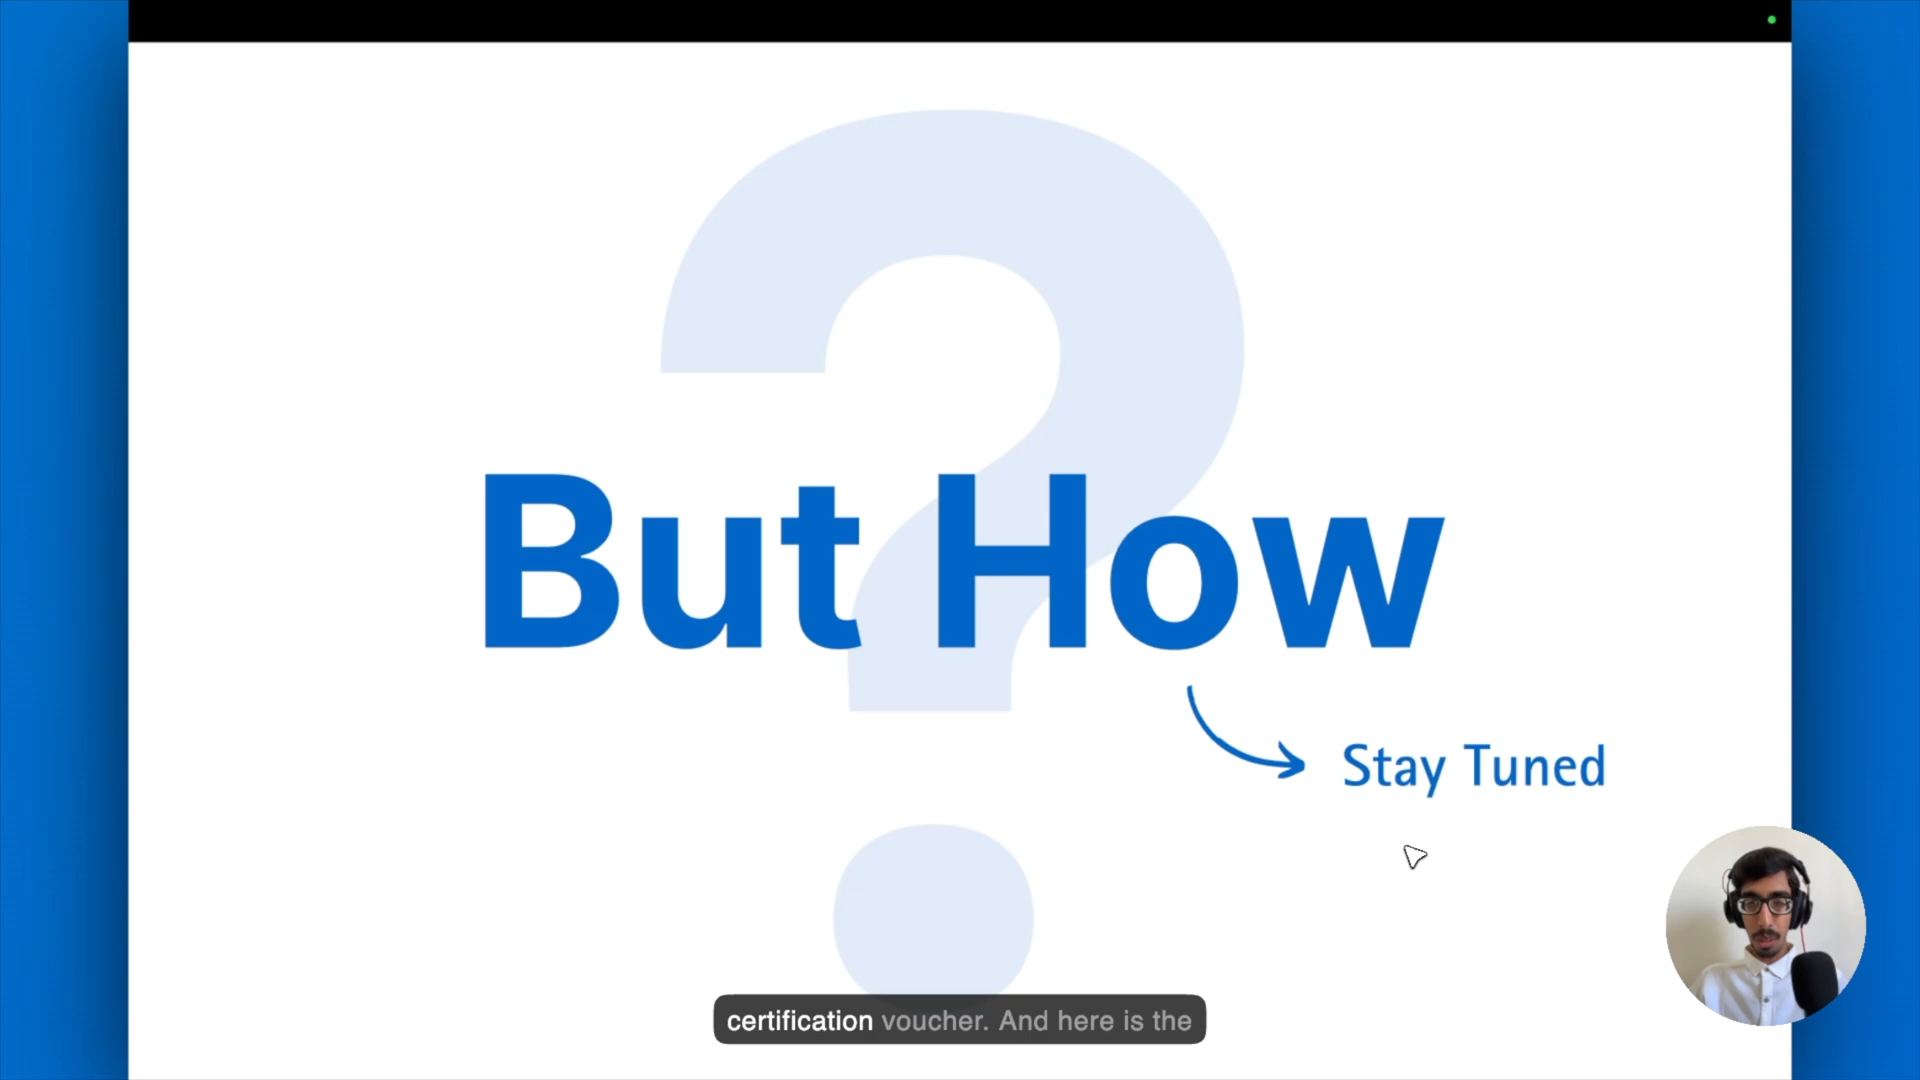 ?
But How
Stay Tuned
certification voucher. And here is the